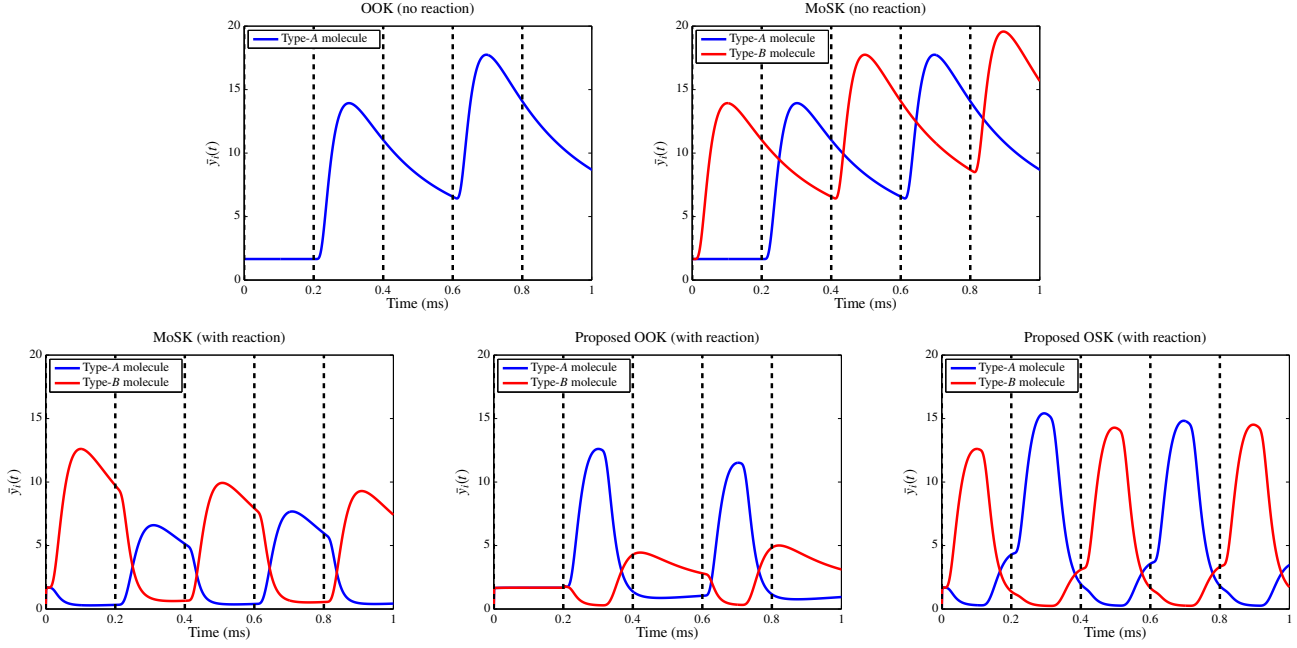 OOK (no reaction)
Type-A molecule
20
15
10
5
0
ȳᵢ(t)
0 0.2 0.4 0.6 0.8 1
Time (ms)
MoSK (no reaction)
Type-A molecule
Type-B molecule
20
15
10
5
0
ȳᵢ(t)
0 0.2 0.4 0.6 0.8 1
Time (ms)
MoSK (with reaction)
Type-A molecule
Type-B molecule
20
15
10
5
0
ȳᵢ(t)
0 0.2 0.4 0.6 0.8 1
Time (ms)
Proposed OOK (with reaction)
Type-A molecule
Type-B molecule
20
15
10
5
0
ȳᵢ(t)
0 0.2 0.4 0.6 0.8 1
Time (ms)
Proposed OSK (with reaction)
Type-A molecule
Type-B molecule
20
15
10
5
0
ȳᵢ(t)
0 0.2 0.4 0.6 0.8 1
Time (ms)